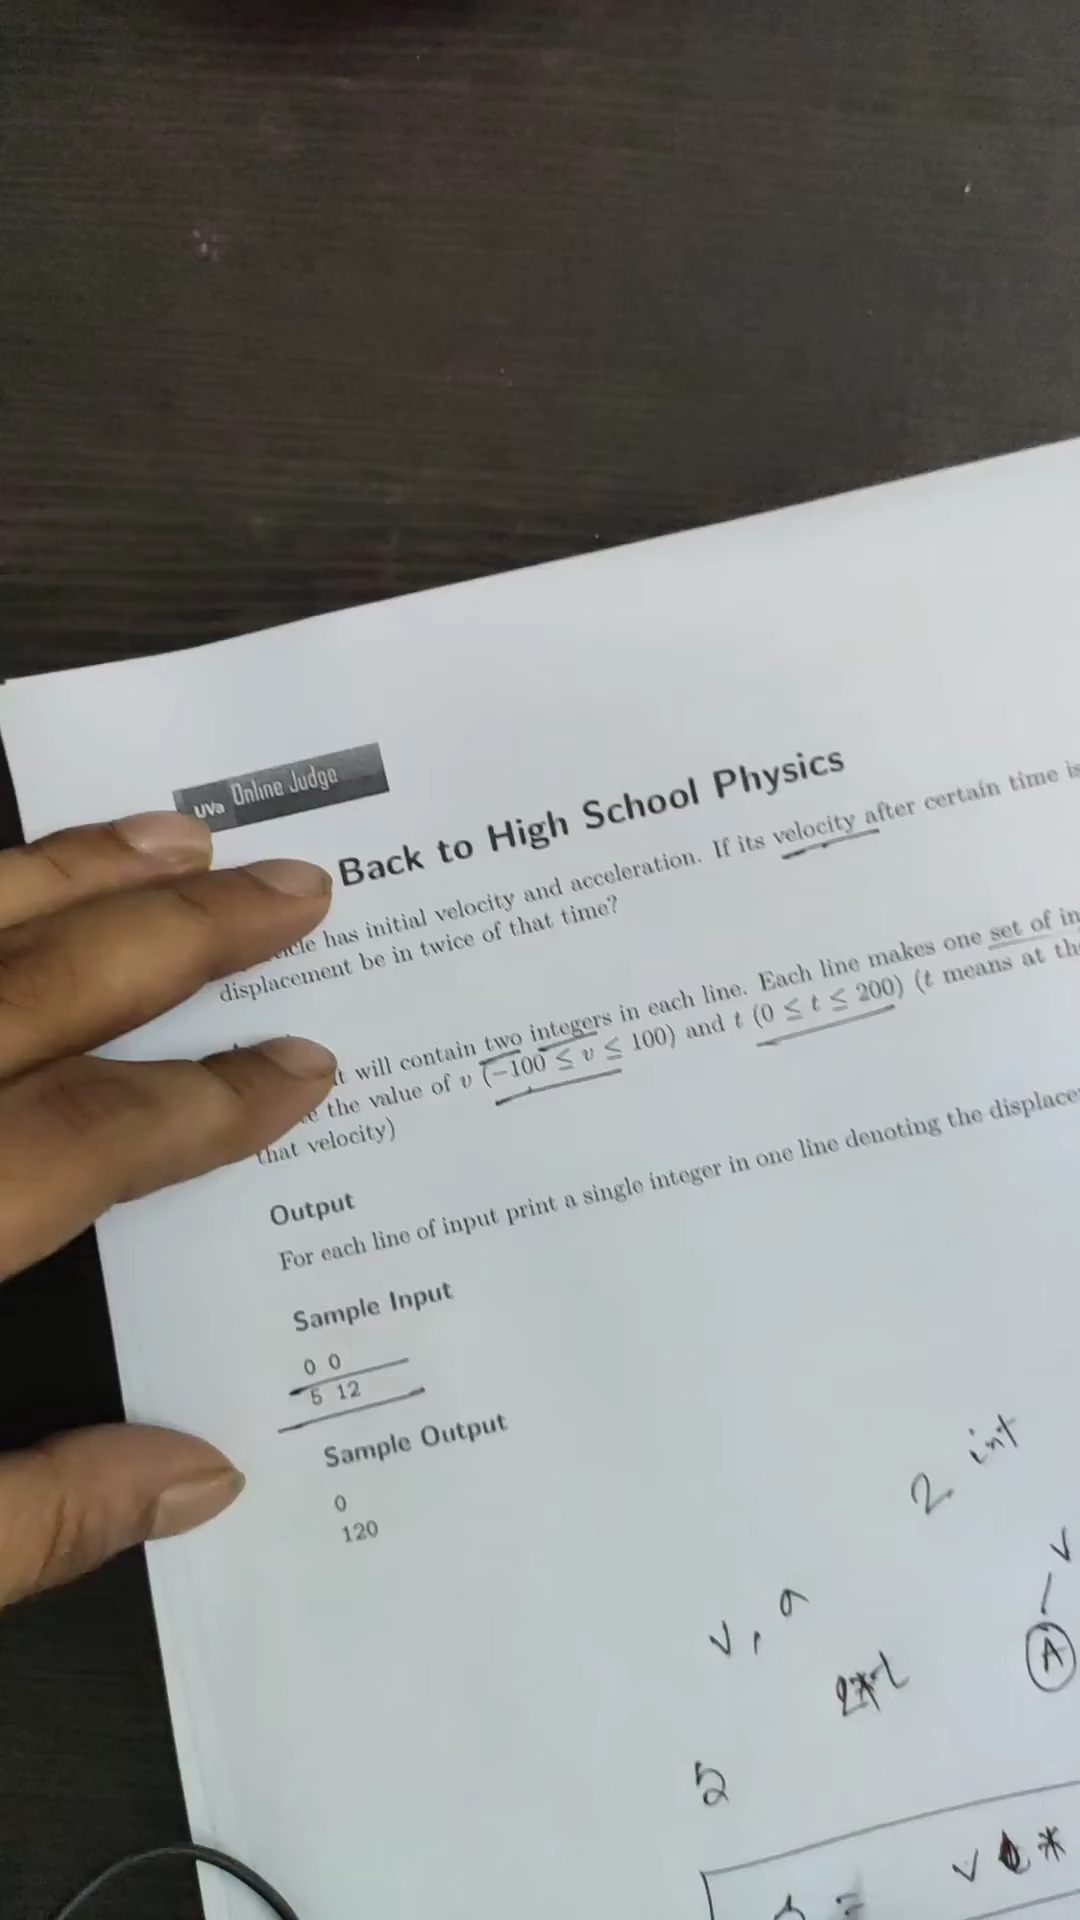 UVa Online Judge
Back to High School Physics
has initial velocity and acceleration. If its velocity after certain time is
displacement be in twice of that time?
will contain two integers in each line. Each line makes one set of
the value of v (−100 ≤ v ≤ 100) and t (0 ≤ t ≤ 200) (t means at
that velocity)
Output
For each line of input print a single integer in one line denoting the
Sample Input
0 0
5 12
Sample Output
0
120
2 int
v
v,
A
5
v *
=